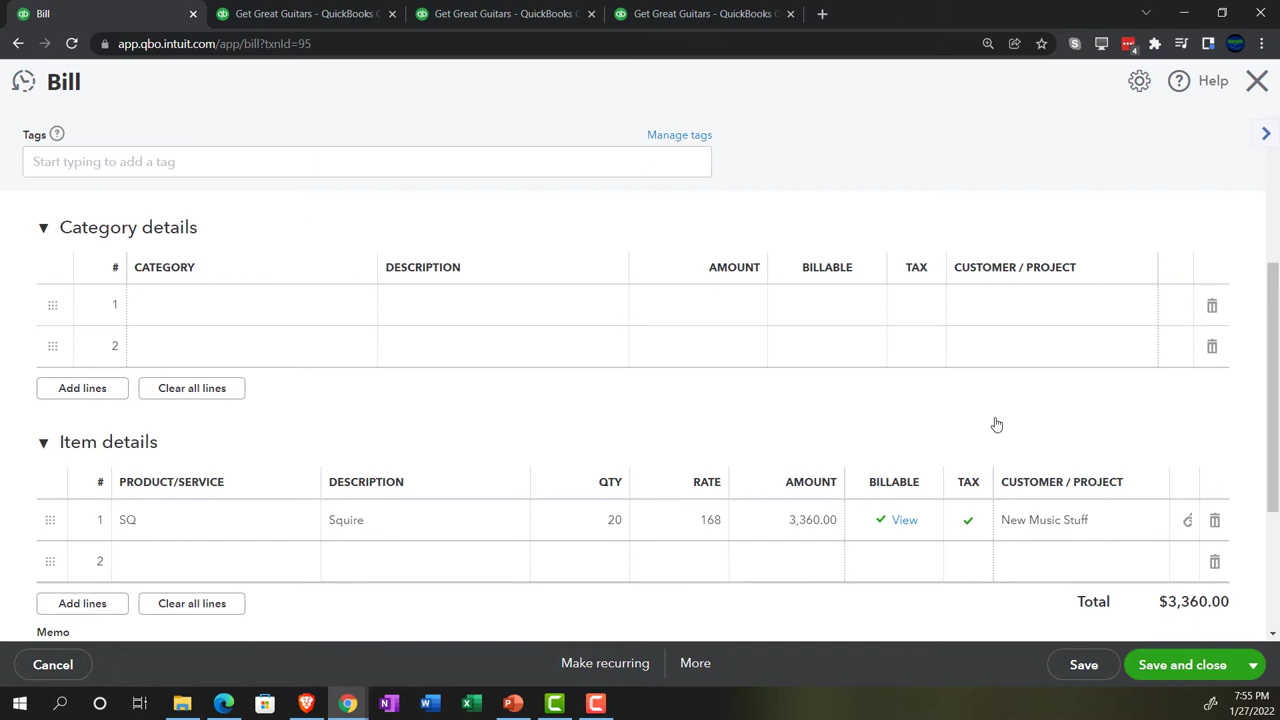 Bill
Get Great Guitars - QuickBooks C
Get Great Guitars - QuickBooks C
Get Great Guitars - QuickBooks C
app.qbo.intuit.com/app/bill?txnId=95
4
Bill
Help
Tags
Manage tags
Start typing to add a tag
Category details
# CATEGORY DESCRIPTION AMOUNT BILLABLE TAX CUSTOMER / PROJECT
1
2
Add lines Clear all lines
Item details
# PRODUCT/SERVICE DESCRIPTION QTY RATE AMOUNT BILLABLE TAX CUSTOMER / PROJECT
1 SQ Squire 20 168 3,360.00 View New Music Stuff
2
Add lines Clear all lines Total $3,360.00
Memo
Cancel Make recurring More Save Save and close
7:55 PM
1/27/2022